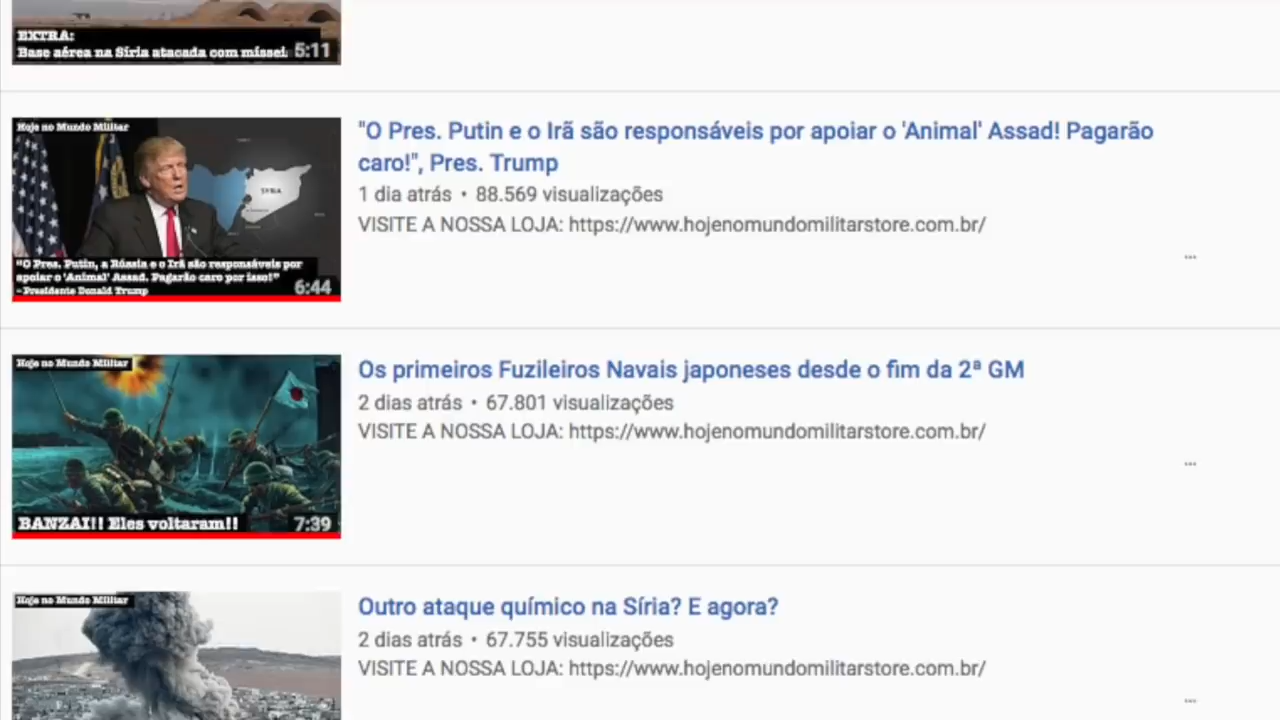 EXTRA:
Base aérea na Síria atacada com míssei.
5:11
Hoje no Mundo Militar
SYRIA
"O Pres. Putin, a Rússia e o Irã são responsáveis por
apoiar o 'Animal' Assad. Pagarão caro por isso!"
- Presidente Donald Trump
6:44
"O Pres. Putin e o Irã são responsáveis por apoiar o 'Animal' Assad! Pagarão
caro!", Pres. Trump
1 dia atrás • 88.569 visualizações
VISITE A NOSSA LOJA: https://www.hojenomundomilitarstore.com.br/
...
Hoje no Mundo Militar
BANZAI!! Eles voltaram!!
7:39
Os primeiros Fuzileiros Navais japoneses desde o fim da 2ª GM
2 dias atrás • 67.801 visualizações
VISITE A NOSSA LOJA: https://www.hojenomundomilitarstore.com.br/
...
Hoje no Mundo Militar
Outro ataque químico na Síria? E agora?
2 dias atrás • 67.755 visualizações
VISITE A NOSSA LOJA: https://www.hojenomundomilitarstore.com.br/
...